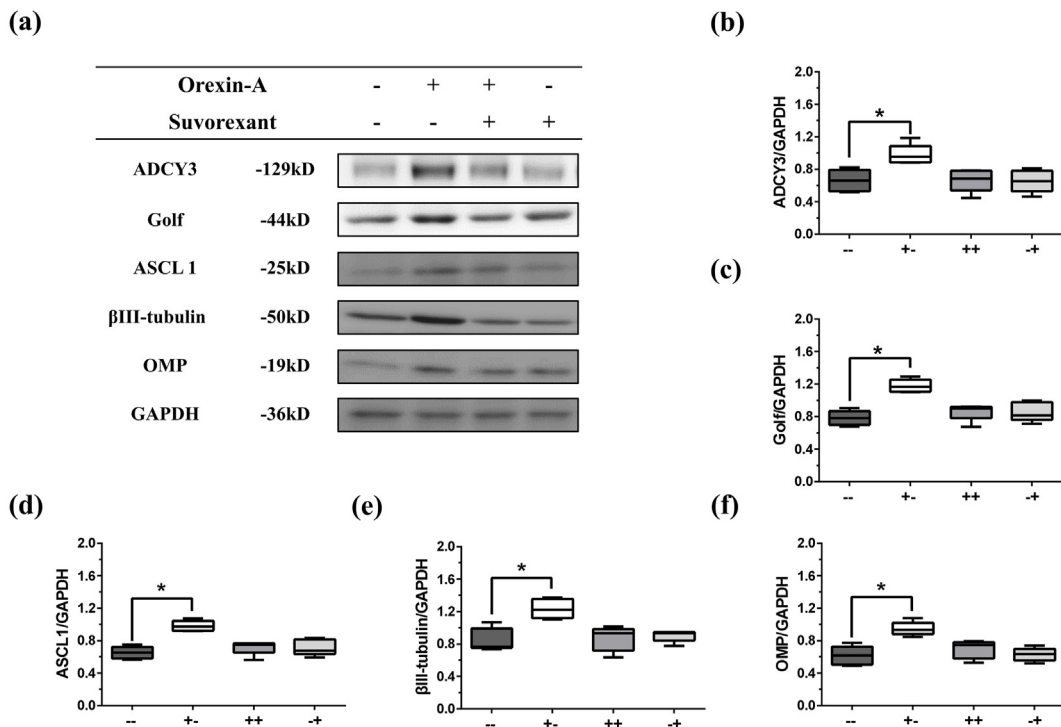 (a)
Orexin-A - + + -
Suvorexant - - + +
ADCY3 -129kD
Golf -44kD
ASCL 1 -25kD
βIII-tubulin -50kD
OMP -19kD
GAPDH -36kD
(b)
ADCY3/GAPDH
2.0
1.6
1.2
0.8
0.4
0.0
*
-- +- ++ -+
(c)
Golf/GAPDH
2.0
1.6
1.2
0.8
0.4
0.0
*
-- +- ++ -+
(d)
ASCL1/GAPDH
2.0
1.6
1.2
0.8
0.4
0.0
*
-- +- ++ -+
(e)
βIII-tubulin/GAPDH
2.0
1.6
1.2
0.8
0.4
0.0
*
-- +- ++ -+
(f)
OMP/GAPDH
2.0
1.6
1.2
0.8
0.4
0.0
*
-- +- ++ -+